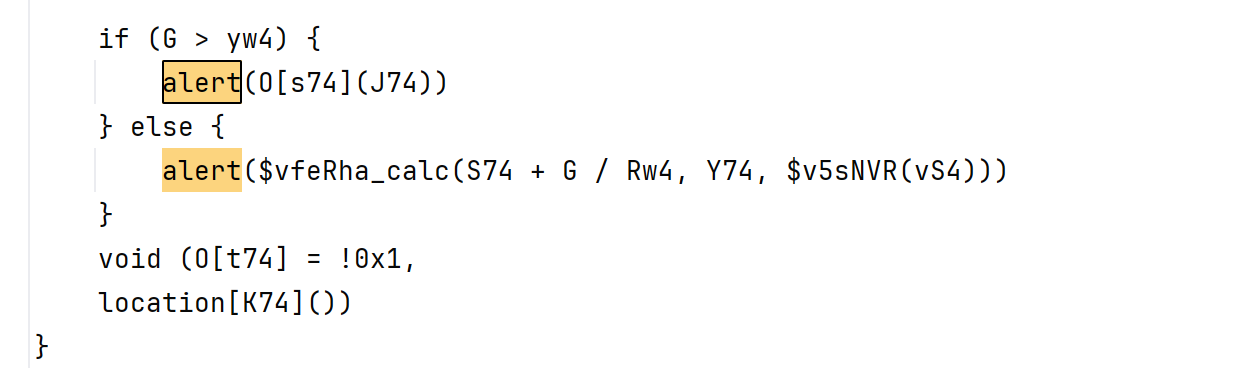 if (G > yw4) {
alert(O[s74](J74))
} else {
alert($vfeRha_calc(S74 + G / Rw4, Y74, $v5sNVR(vS4)))
}
void (O[t74] = !0x1,
location[K74]())
}